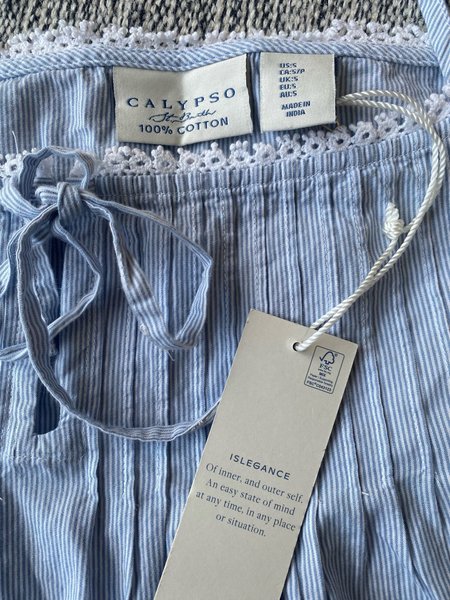 CALYPSO
100% COTTON
US:S
CA:S/P
UK:S
EU:S
AU:S
MADE IN
INDIA
FSC
ISLEGANCE
Of inner, and outer self.
An easy state of mind
at any time, in any place
or situation.